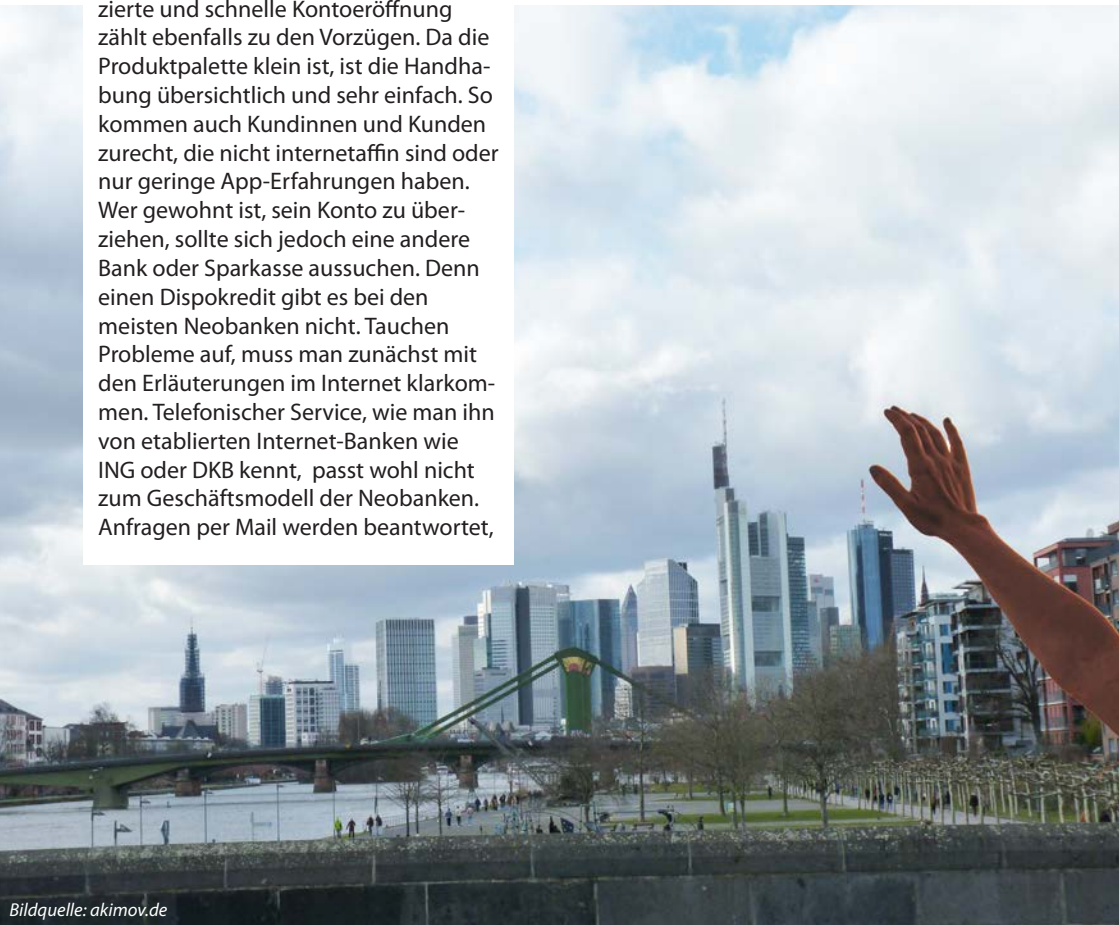 zierte und schnelle Kontoeröffnung
zählt ebenfalls zu den Vorzügen. Da die
Produktpalette klein ist, ist die Handha-
bung übersichtlich und sehr einfach. So
kommen auch Kundinnen und Kunden
zurecht, die nicht internetaffin sind oder
nur geringe App-Erfahrungen haben.
Wer gewohnt ist, sein Konto zu über-
ziehen, sollte sich jedoch eine andere
Bank oder Sparkasse aussuchen. Denn
einen Dispokredit gibt es bei den
meisten Neobanken nicht. Tauchen
Probleme auf, muss man zunächst mit
den Erläuterungen im Internet klarkom-
men. Telefonischer Service, wie man ihn
von etablierten Internet-Banken wie
ING oder DKB kennt,  passt wohl nicht
zum Geschäftsmodell der Neobanken.
Anfragen per Mail werden beantwortet,
Bildquelle: akimov.de